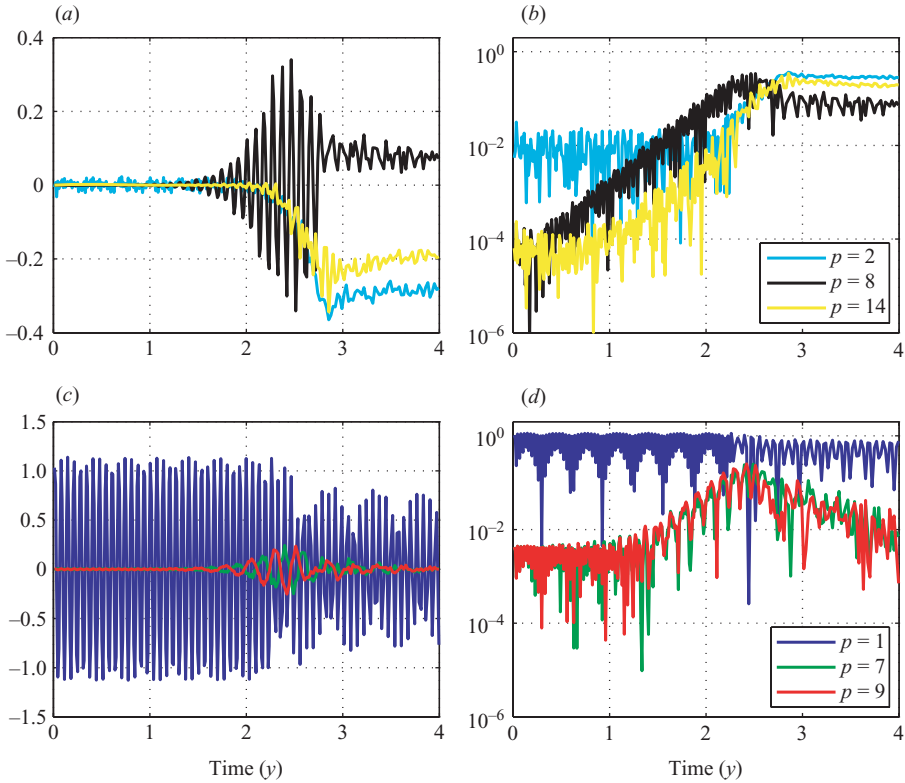 (a)
0.4
0.2
0
−0.2
−0.4
0 1 2 3 4
(b)
10^0
10^−2
10^−4
10^−6
0 1 2 3 4
p = 2
p = 8
p = 14
(c)
1.5
1.0
0.5
0
−0.5
−1.0
−1.5
0 1 2 3 4
Time (y)
(d)
10^0
10^−2
10^−4
10^−6
0 1 2 3 4
p = 1
p = 7
p = 9
Time (y)